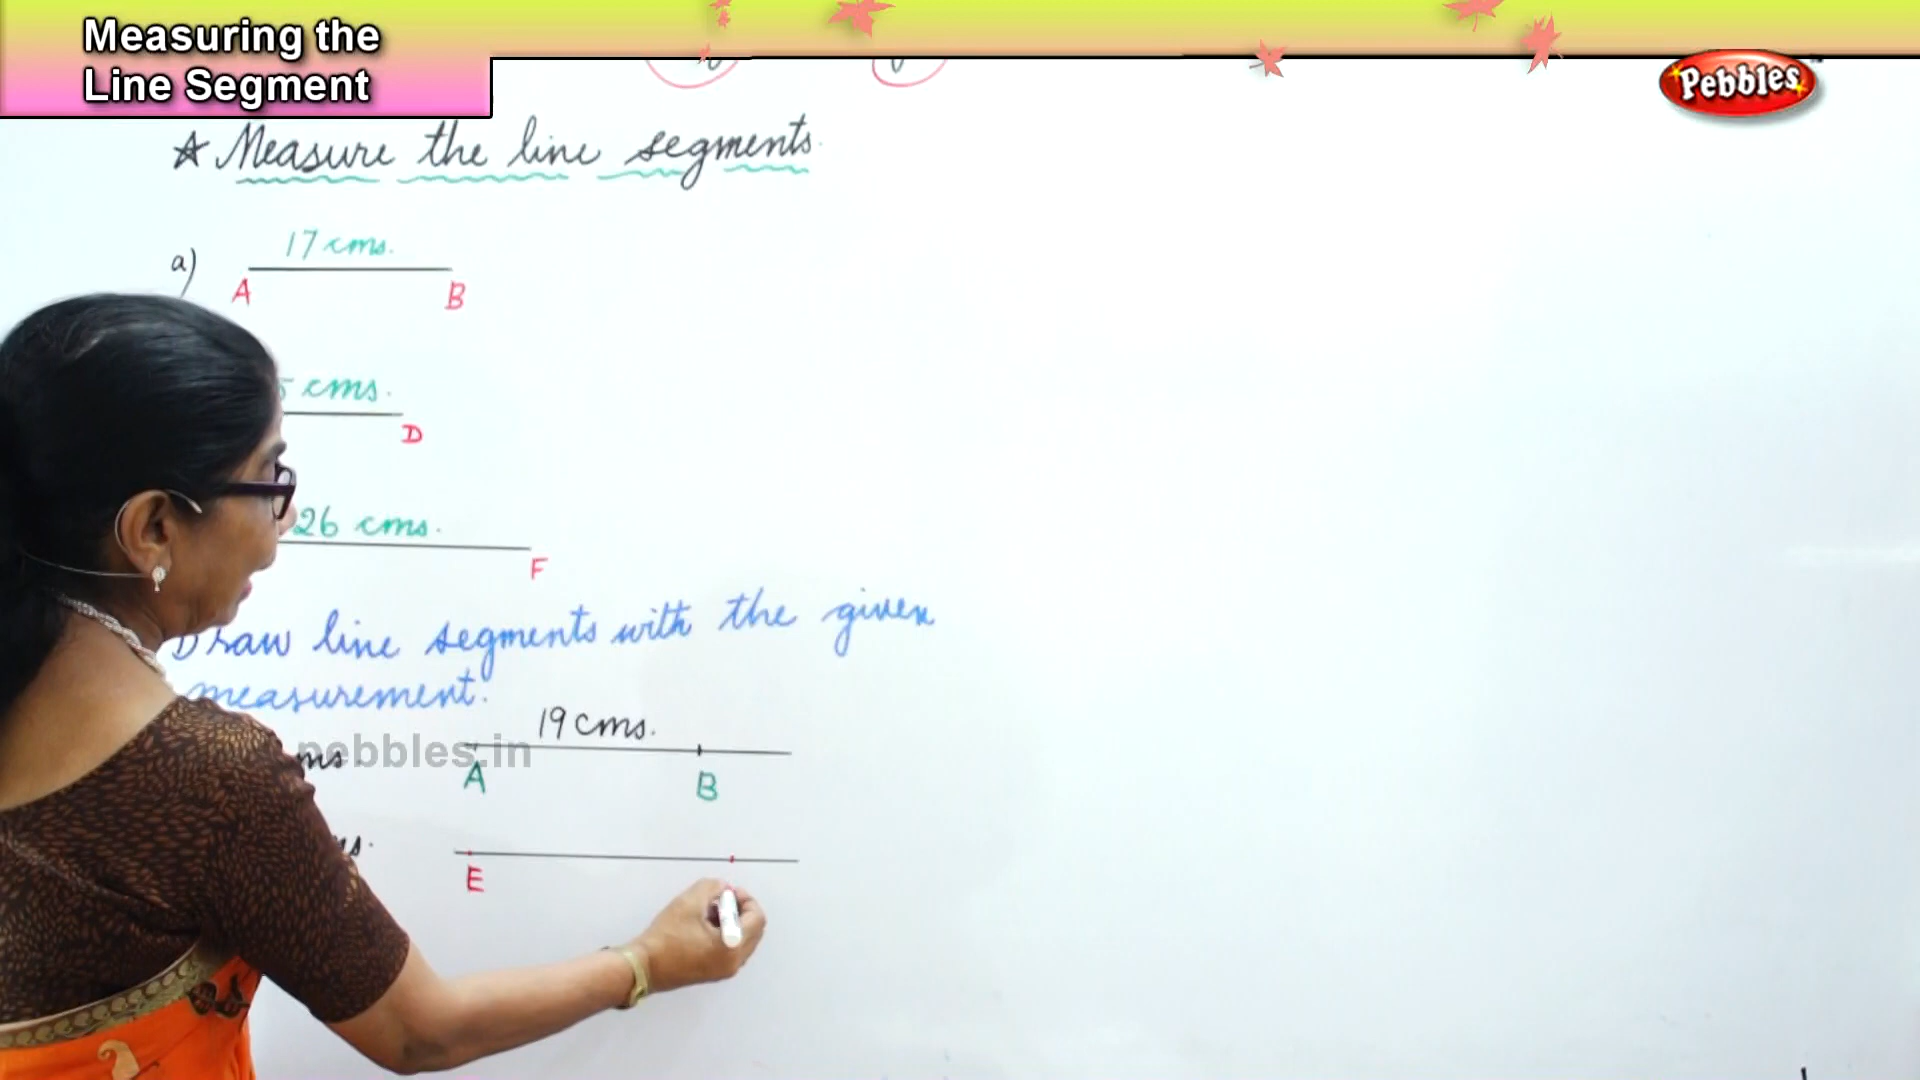 Measuring the
Line Segment
Pebbles
Measure the line segments.
17 cms.
a)
A B
cms.
D
26 cms.
F
Draw line segments with the given
measurement.
19 cms.
pebbles.in
A B
E